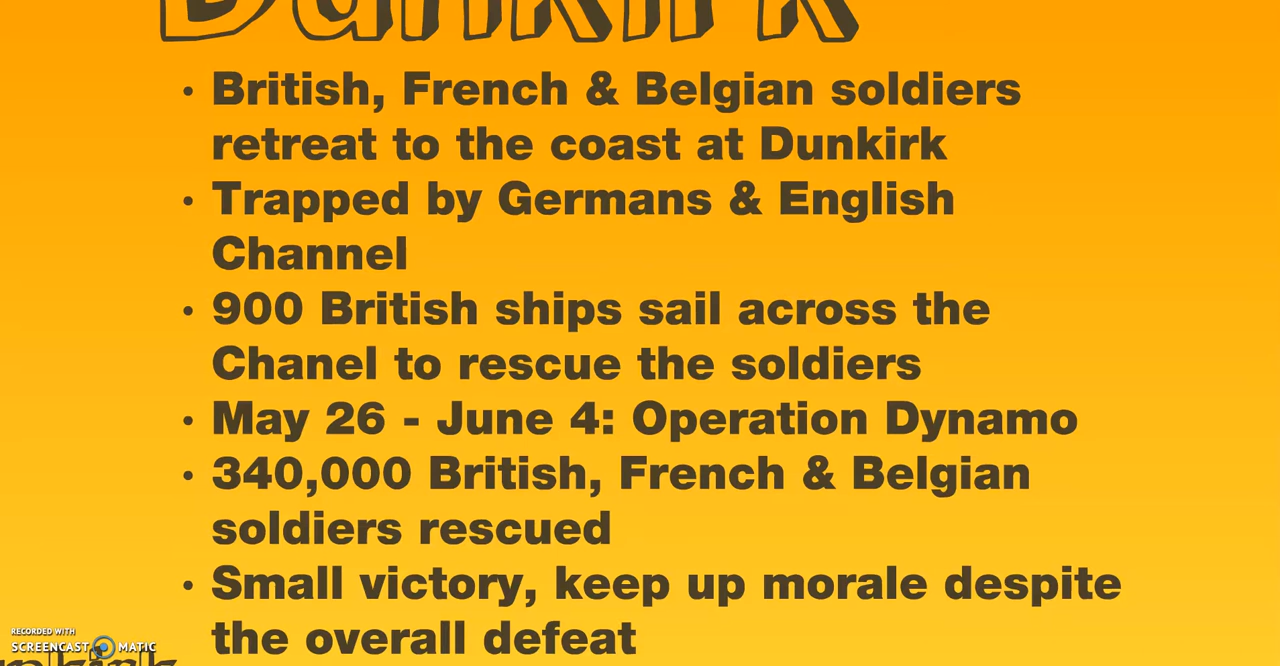 Dunkirk
• British, French & Belgian soldiers
retreat to the coast at Dunkirk
• Trapped by Germans & English
Channel
• 900 British ships sail across the
Chanel to rescue the soldiers
• May 26 - June 4: Operation Dynamo
• 340,000 British, French & Belgian
soldiers rescued
• Small victory, keep up morale despite
the overall defeat
RECORDED WITH
SCREENCAST MATIC